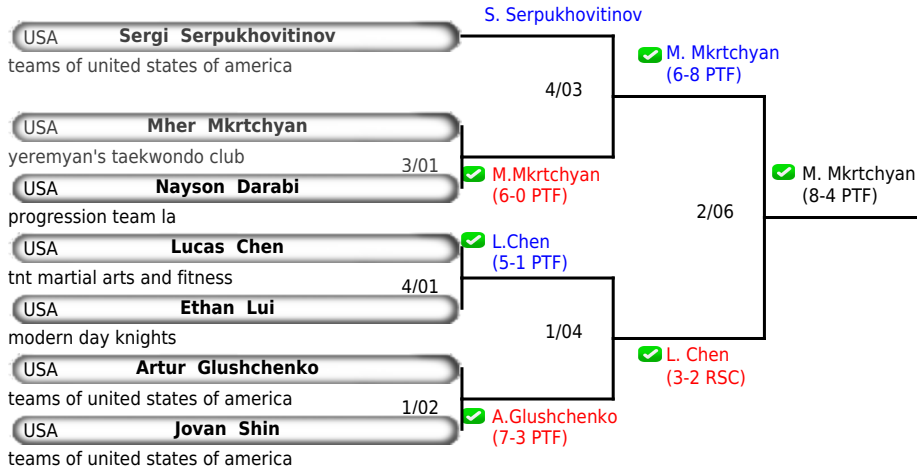 S. Serpukhovitinov
USA Sergi Serpukhovitinov
teams of united states of america
M. Mkrtchyan
(6-8 PTF)
4/03
USA Mher Mkrtchyan
yeremyan's taekwondo club
3/01
M.Mkrtchyan
(6-0 PTF)
USA Nayson Darabi
progression team la
M. Mkrtchyan
(8-4 PTF)
2/06
USA Lucas Chen
L.Chen
(5-1 PTF)
tnt martial arts and fitness
4/01
USA Ethan Lui
modern day knights
1/04
L. Chen
(3-2 RSC)
USA Artur Glushchenko
teams of united states of america
1/02
A.Glushchenko
(7-3 PTF)
USA Jovan Shin
teams of united states of america